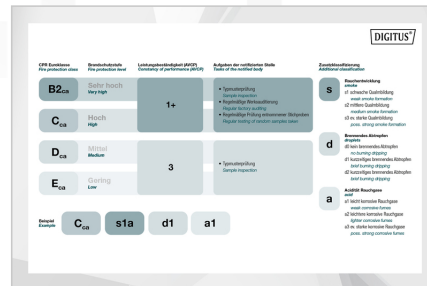 DIGITUS®
CPR Euroklasse
Fire protection class
Brandschutzstufe
Fire protection level
Leistungsbeständigkeit (AVCP)
Constancy of performance (AVCP)
Aufgaben der notifizierten Stelle
Tasks of the notified body
Zusatzklassifizierung
Additional classification
B2ca
Sehr hoch
Very high
Cca
Hoch
High
1+
• Typenusterprüfung
Sample inspection
• Regelmäßige Werksauditierung
Regular factory auditing
• Regelmäßige Prüfung entnommener Stichproben
Regular testing of random samples taken
Dca
Mittel
Medium
Eca
Gering
Low
3
• Typmusterprüfung
Sample inspection
Beispiel
Example
Cca
s1a
d1
a1
s
Rauchentwicklung
smoke
s1 schwache Qualmbildung
weak smoke formation
s2 mittlere Qualmbildung
medium smoke formation
s3 ev. starke Qualmbildung
poss. strong smoke formation
d
Brennendes Abtropfen
droplets
d0 kein brennendes Abtropfen
no burning dripping
d1 kurzzeitiges brennendes Abtropfen
brief burning dripping
d2 kurzzeitiges brennendes Abtropfen
brief burning dripping
a
Acidität Rauchgase
acid
a1 leicht korrosive Rauchgase
weak corrosive fumes
a2 leichtere korrosive Rauchgase
lighter corrosive fumes
a3 ev. starke korrosive Rauchgase
poss. strong corrosive fumes